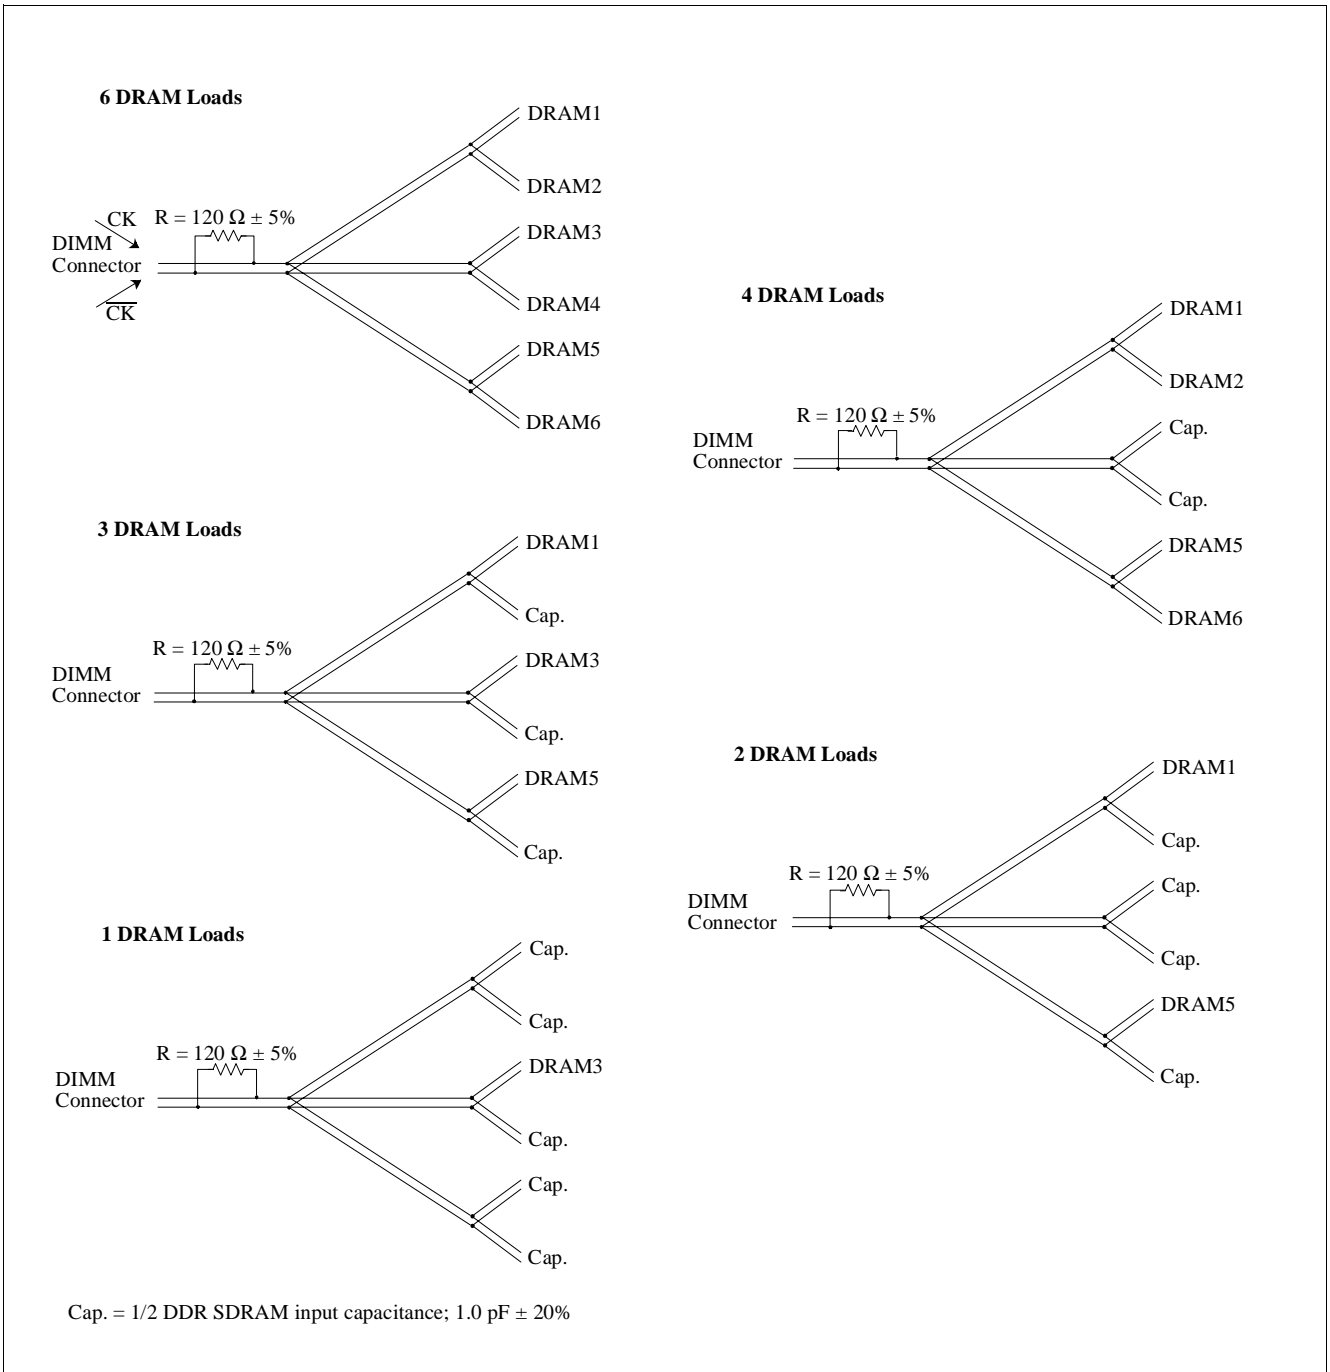 6 DRAM Loads
DRAM1
DRAM2
CK
R = 120 Ω ± 5%
DRAM3
DIMM
Connector
C̅K̅
DRAM4
DRAM5
DRAM6
4 DRAM Loads
DRAM1
DRAM2
R = 120 Ω ± 5%
Cap.
DIMM
Connector
Cap.
DRAM5
DRAM6
3 DRAM Loads
DRAM1
Cap.
R = 120 Ω ± 5%
DRAM3
DIMM
Connector
Cap.
DRAM5
Cap.
2 DRAM Loads
DRAM1
Cap.
R = 120 Ω ± 5%
Cap.
DIMM
Connector
Cap.
DRAM5
Cap.
1 DRAM Loads
Cap.
Cap.
R = 120 Ω ± 5%
DRAM3
DIMM
Connector
Cap.
Cap.
Cap.
Cap. = 1/2 DDR SDRAM input capacitance; 1.0 pF ± 20%